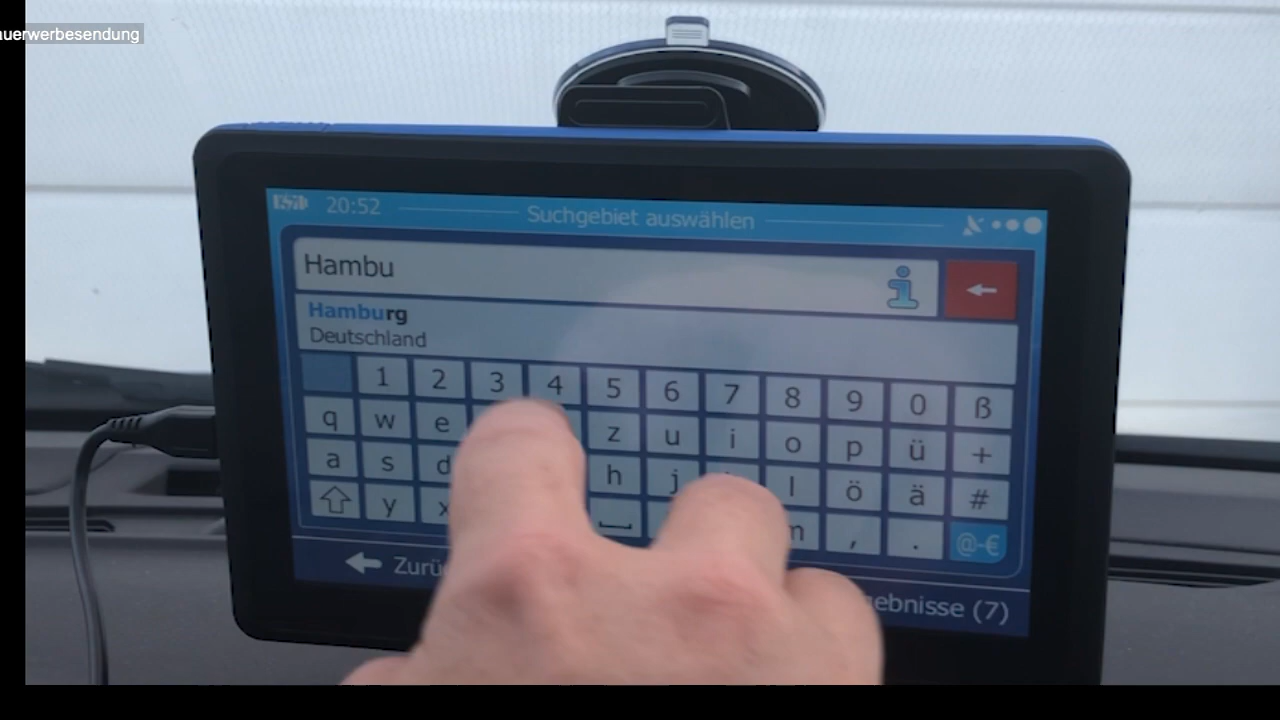 auerwerbesendung
20:52 Suchgebiet auswählen
Hambu
Hamburg
Deutschland
1 2 3 4 5 6 7 8 9 0 ß
q w e z u i o p ü +
a s d h j l ö ä #
y x m , . @-€
Zurü
ebnisse (7)